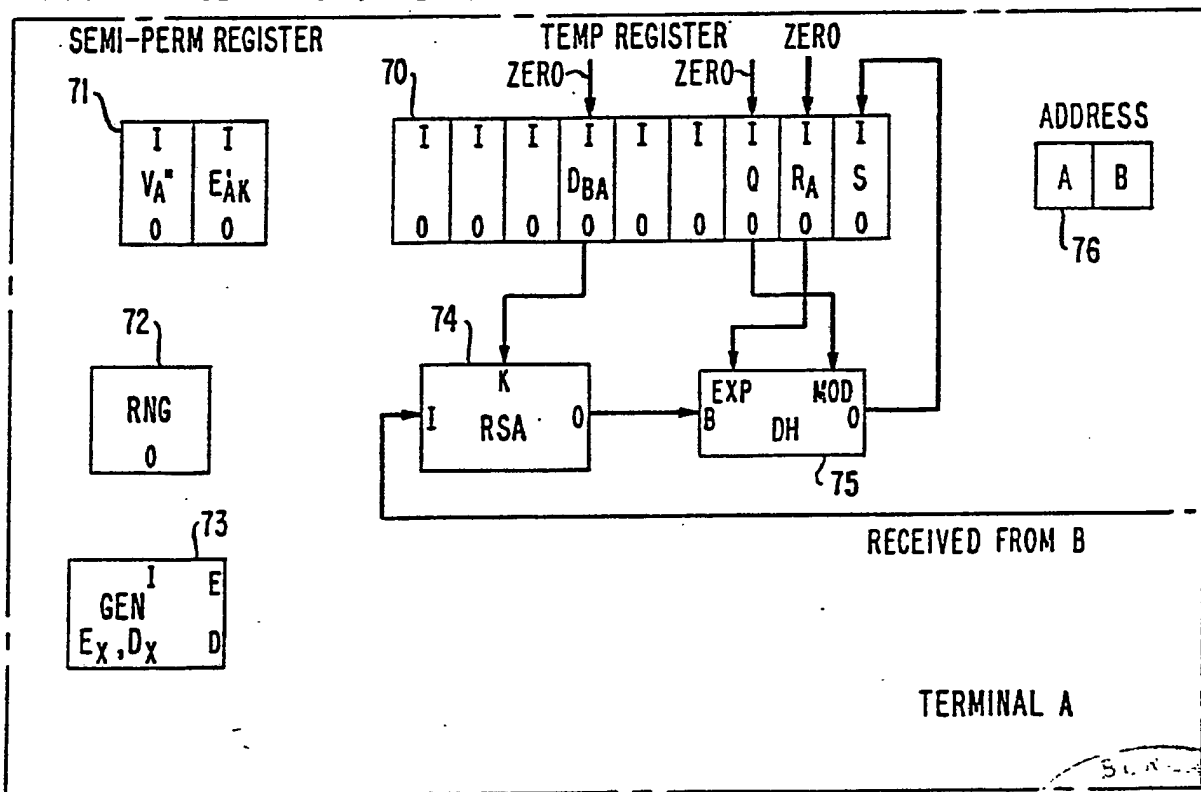 SEMI-PERM REGISTER
TEMP REGISTER
ZERO
ZERO
ZERO
71
70
I I
V_A" E'_AK
0 0
I I I I I I I I I
D_BA Q R_A S
0 0 0 0 0 0 0 0 0
ADDRESS
A B
76
72
RNG
0
74
K
I RSA 0
EXP MOD
B DH 0
75
RECEIVED FROM B
73
I E
GEN
E_X, D_X D
TERMINAL A